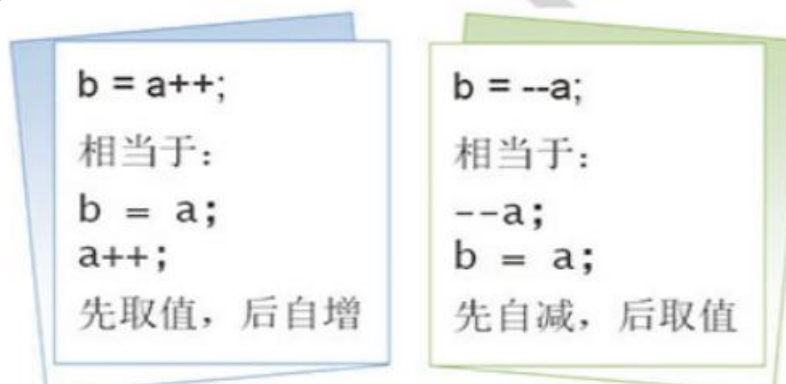 b = a++;
相当于：
b = a;
a++;
先取值，后自增
b = --a;
相当于：
--a;
b = a;
先自减，后取值